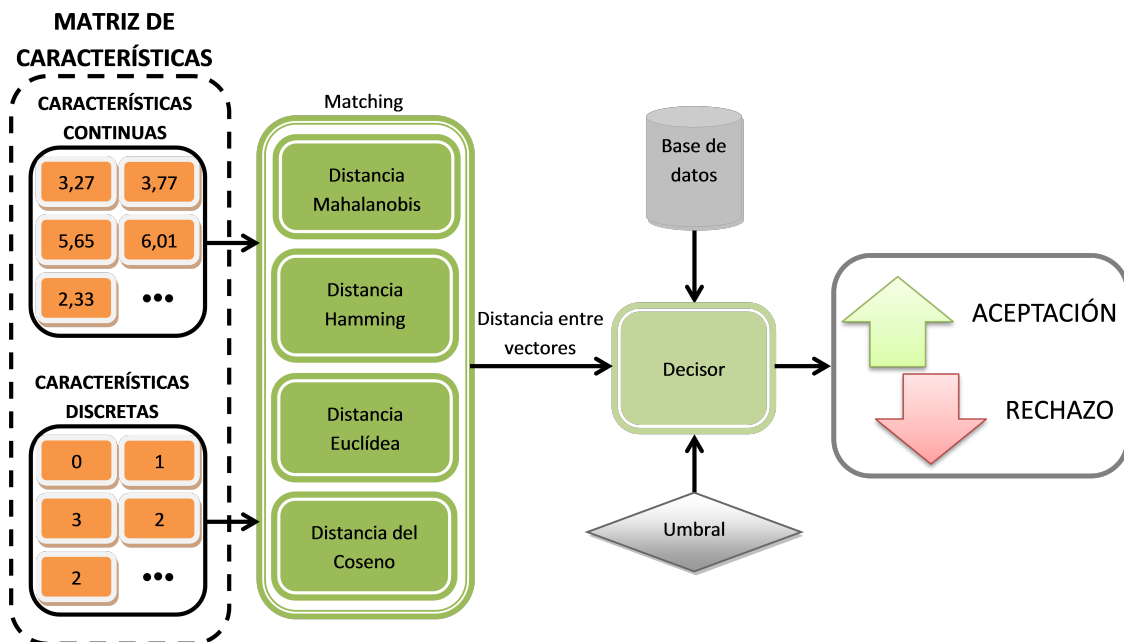 MATRIZ DE
CARACTERÍSTICAS
CARACTERÍSTICAS
CONTINUAS
3,27
3,77
5,65
6,01
2,33
•••
CARACTERÍSTICAS
DISCRETAS
0
1
3
2
2
•••
Matching
Distancia
Mahalanobis
Distancia
Hamming
Distancia
Euclídea
Distancia del
Coseno
Distancia entre
vectores
Base de
datos
Decisor
Umbral
ACEPTACIÓN
RECHAZO